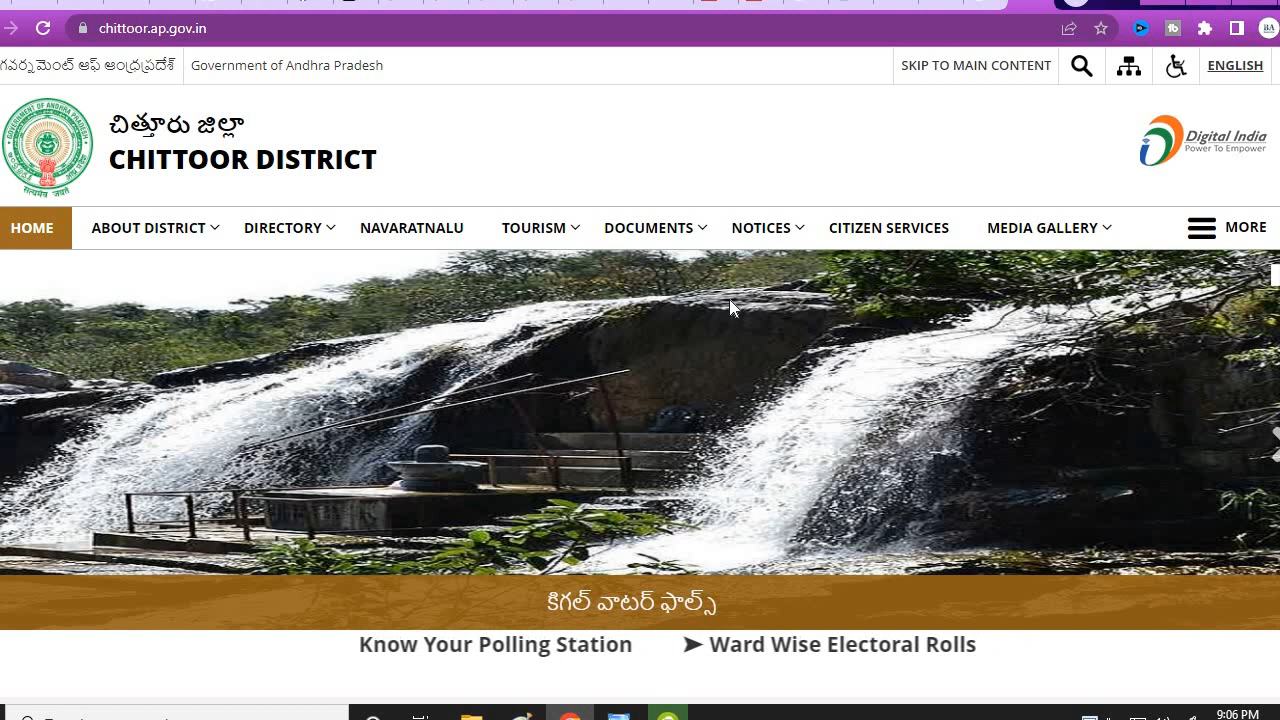 chittoor.ap.gov.in
గవర్నమెంట్ ఆఫ్ ఆంధ్రప్రదేశ్ Government of Andhra Pradesh SKIP TO MAIN CONTENT ENGLISH
చిత్తూరు జిల్లా
CHITTOOR DISTRICT
Digital India
Power To Empower
HOME ABOUT DISTRICT DIRECTORY NAVARATNALU TOURISM DOCUMENTS NOTICES CITIZEN SERVICES MEDIA GALLERY MORE
కిగల్ వాటర్ ఫాల్స్
Know Your Polling Station ➤ Ward Wise Electoral Rolls
9:06 PM